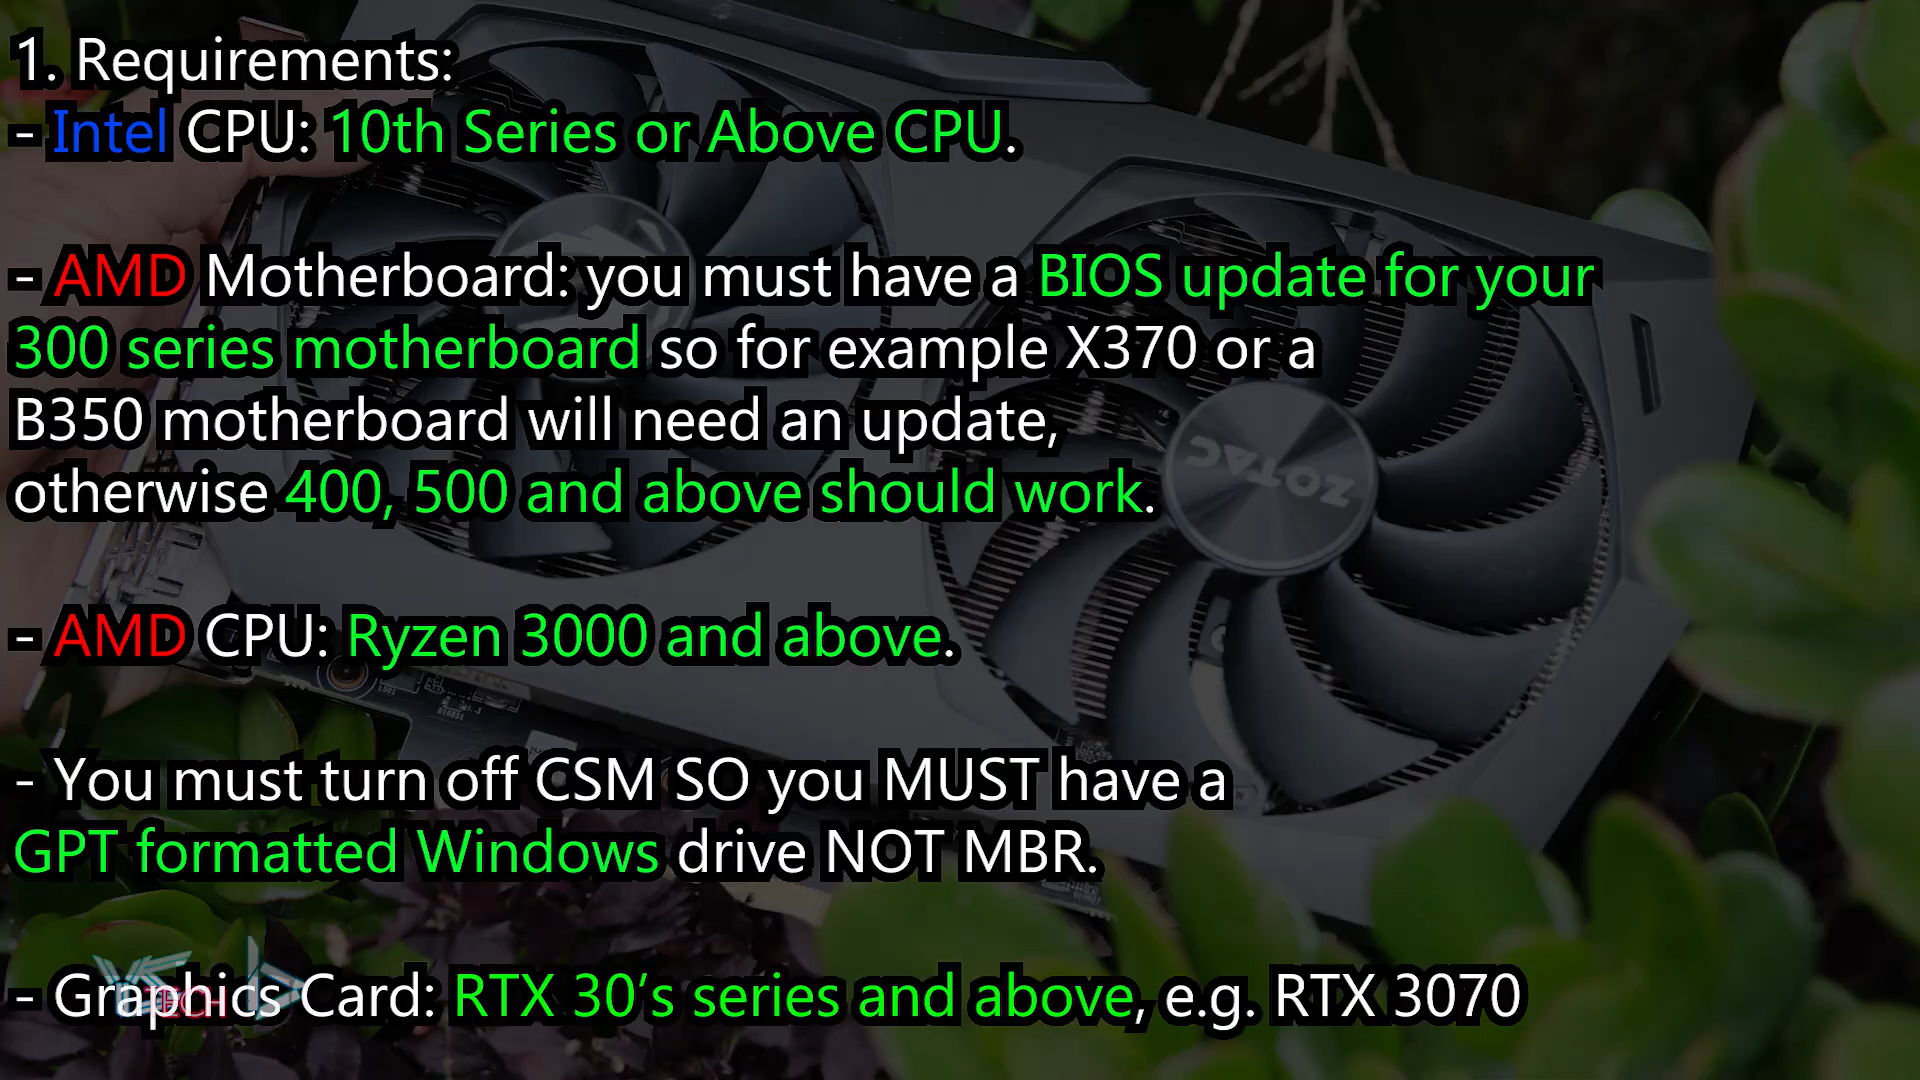 1. Requirements:
- Intel CPU: 10th Series or Above CPU.
- AMD Motherboard: you must have a BIOS update for your
300 series motherboard so for example X370 or a
B350 motherboard will need an update,
otherwise 400, 500 and above should work.
ZOTAC
- AMD CPU: Ryzen 3000 and above.
- You must turn off CSM SO you MUST have a
GPT formatted Windows drive NOT MBR.
- Graphics Card: RTX 30’s series and above, e.g. RTX 3070
TECH